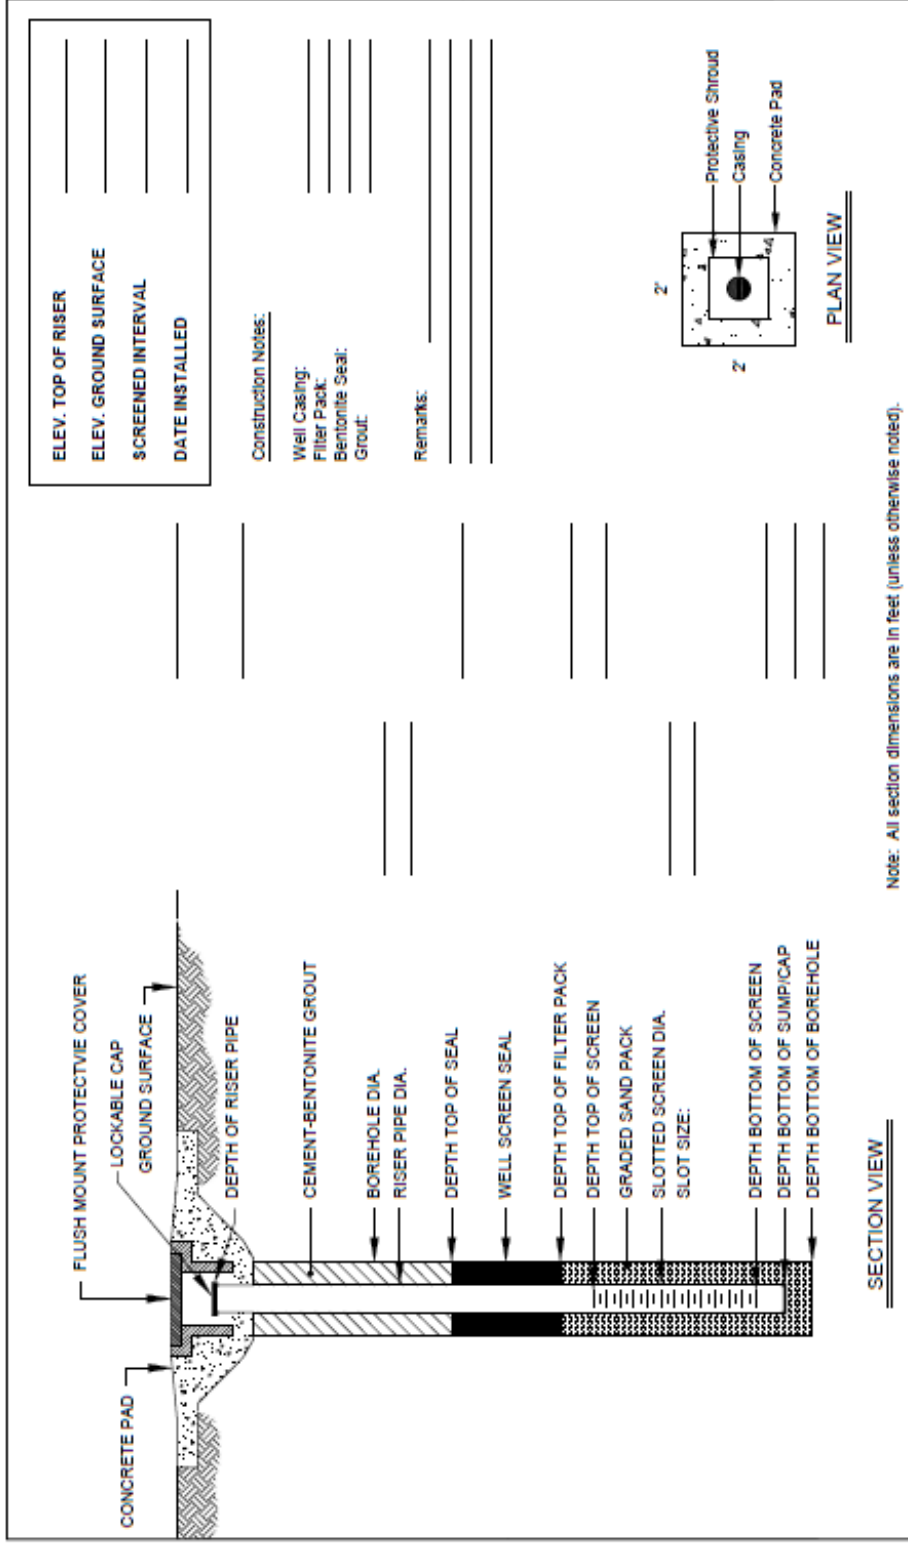 ELEV. TOP OF RISER
ELEV. GROUND SURFACE
SCREENED INTERVAL
DATE INSTALLED
Construction Notes:
Well Casing:
Filter Pack:
Bentonite Seal:
Grout:
Remarks:
FLUSH MOUNT PROTECTVIE COVER
LOCKABLE CAP
GROUND SURFACE
CONCRETE PAD
DEPTH OF RISER PIPE
CEMENT-BENTONITE GROUT
BOREHOLE DIA.
RISER PIPE DIA.
DEPTH TOP OF SEAL
WELL SCREEN SEAL
DEPTH TOP OF FILTER PACK
DEPTH TOP OF SCREEN
GRADED SAND PACK
SLOTTED SCREEN DIA.
SLOT SIZE:
DEPTH BOTTOM OF SCREEN
DEPTH BOTTOM OF SUMP/CAP
DEPTH BOTTOM OF BOREHOLE
SECTION VIEW
2'
2'
Protective Shroud
Casing
Concrete Pad
PLAN VIEW
Note: All section dimensions are in feet (unless otherwise noted).